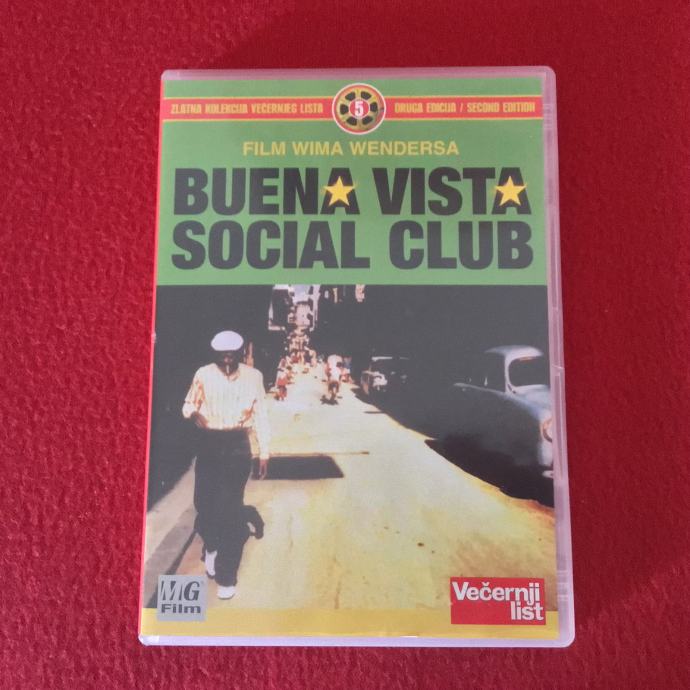 ZLATNA KOLEKCIJA VEČERNJEG LISTA 5 DRUGA EDICIJA / SECOND EDITION
FILM WIMA WENDERSA
BUENA VISTA
SOCIAL CLUB
MG
Film
Večernji
list